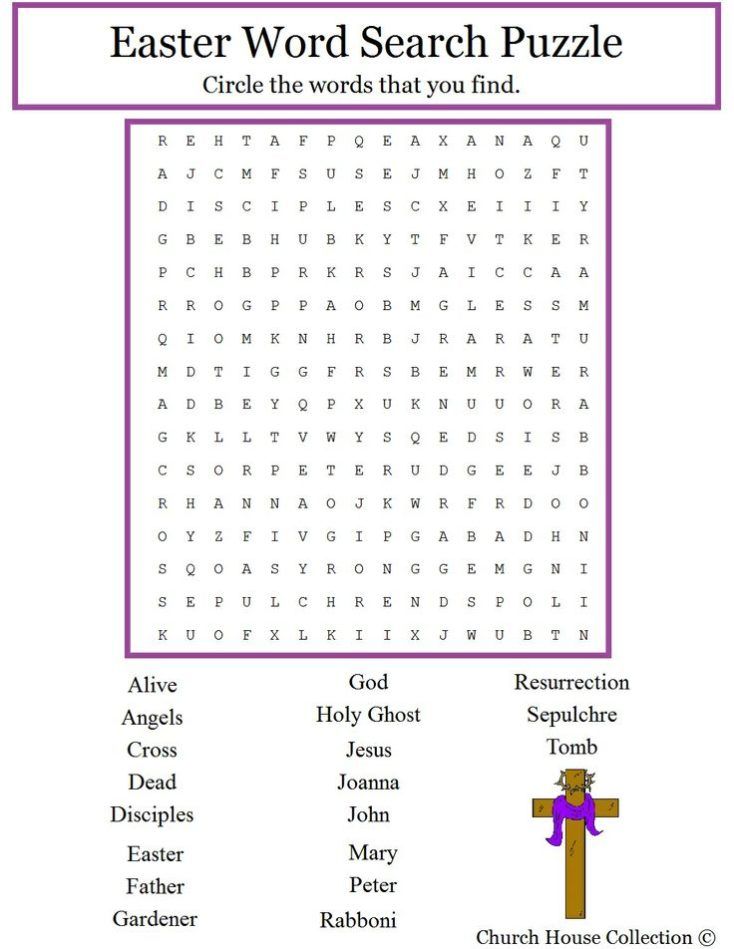 Easter Word Search Puzzle
Circle the words that you find.
R E H T A F P Q E A X A N A Q U
A J C M F S U S E J M H O Z F T
D I S C I P L E S C X E I I I Y
G B E B H U B K Y T F V T K E R
P C H B P R K R S J A I C C A A
R R O G P P A O B M G L E S S M
Q I O M K N H R B J R A R A T U
M D T I G G F R S B E M R W E R
A D B E Y Q P X U K N U U O R A
G K L L T V W Y S Q E D S I S B
C S O R P E T E R U D G E E J B
R H A N N A O J K W R F R D O O
O Y Z F I V G I P G A B A D H N
S Q O A S Y R O N G G E M G N I
S E P U L C H R E N D S P O L I
K U O F X L K I I X J W U B T N
Alive God Resurrection
Angels Holy Ghost Sepulchre
Cross Jesus Tomb
Dead Joanna
Disciples John
Easter Mary
Father Peter
Gardener Rabboni
Church House Collection ©